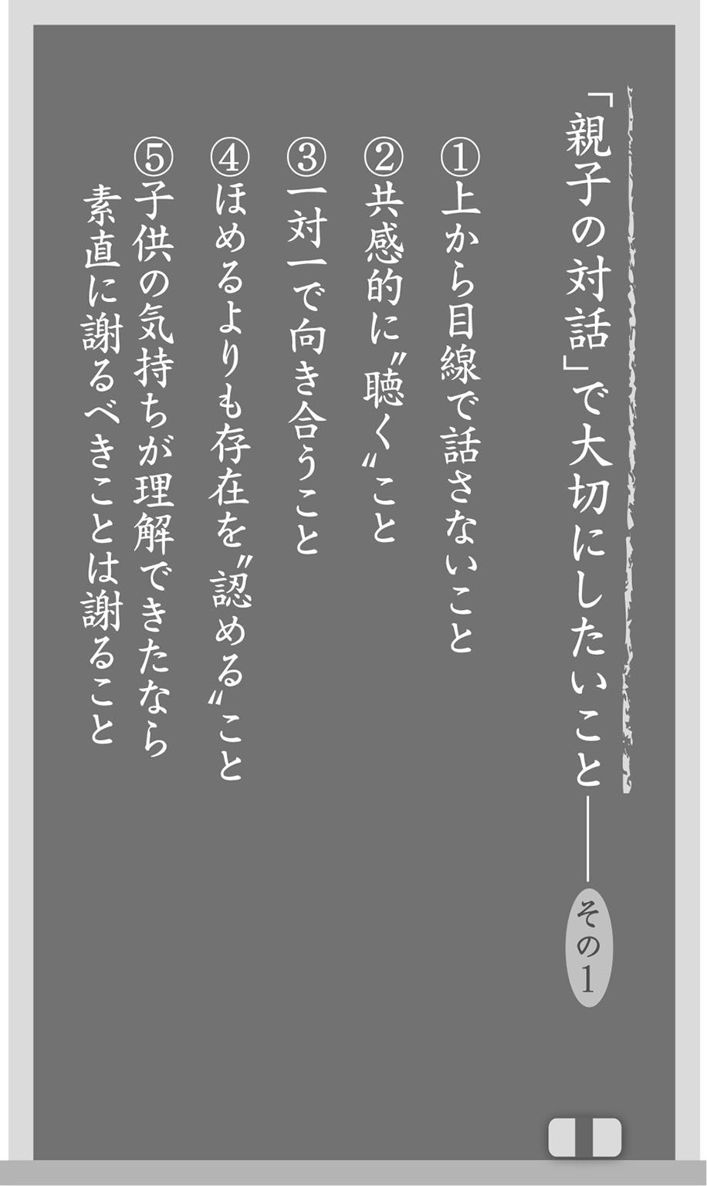 「親子の対話」で大切にしたいこと──その1
①上から目線で話さないこと
②共感的に〝聴く〟こと
③一対一で向き合うこと
④ほめるよりも存在を〝認める〟こと
⑤子供の気持ちが理解できたなら
素直に謝るべきことは謝ること